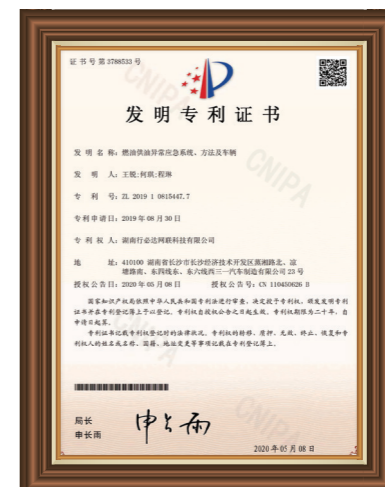 证书号第3788533号
发明专利证书
发 明 名 称：燃油供油异常应急系统、方法及车辆
发 明 人：王锐;何琪;程琳
专 利 号：ZL 2019 1 0815447.7
专利申请日：2019年08月30日
专 利 权 人：湖南行必达网联科技有限公司
地 址：410100 湖南省长沙市长沙经济技术开发区蒸湘路北、凉
塘路南、东四线东、东六线西三一汽车制造有限公司23号
授权公告日：2020年05月08日 授权公告号：CN 110450626 B
国家知识产权局依照中华人民共和国专利法进行审查，决定授予专利权，颁发发明专利
证书并在专利登记簿上予以登记。专利权自授权公告之日起生效。专利权期限为二十年，自
申请日起算。
专利证书记载专利权登记时的法律状况。专利权的转移、质押、无效、终止、恢复和专
利权人的姓名或名称、国籍、地址变更等事项记载在专利登记簿上。
局长
申长雨
申长雨
2020年05月08日
CNIPA
CNIPA
CNIPA
CNIPA